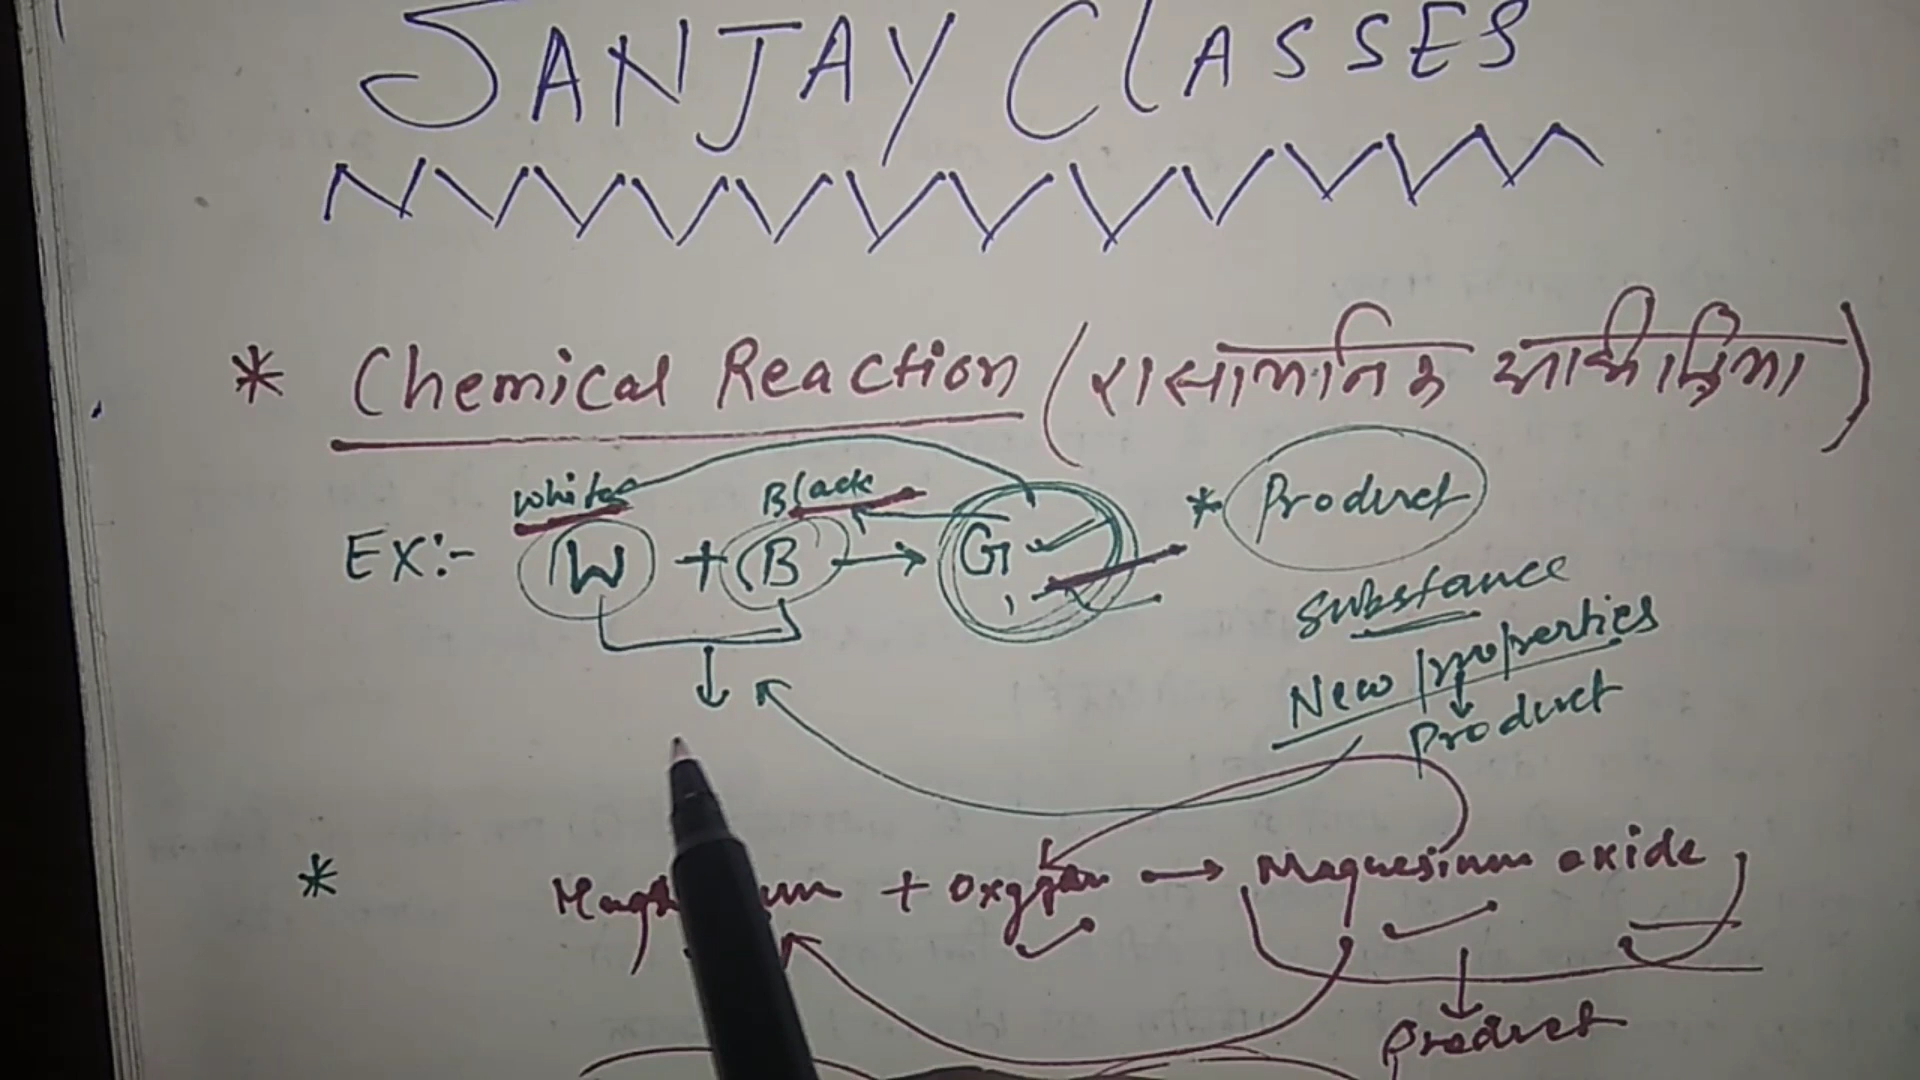 SANJAY CLASSES
* Chemical Reaction (रासायनिक अभिक्रिया)
White Black
Ex:- W + B → G * Product
Substance
New properties
Product
* + Oxygen → Magnesium oxide
Product